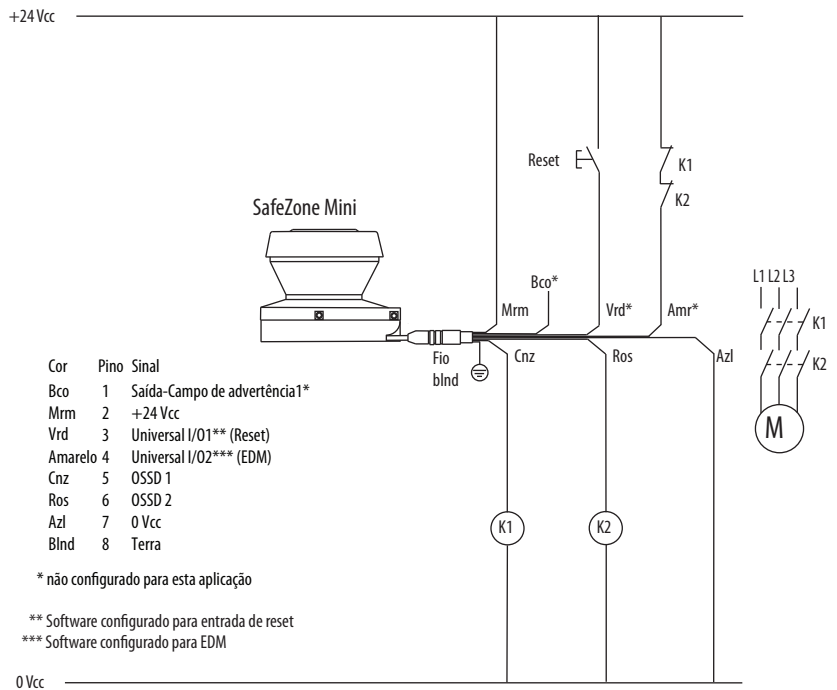 +24 Vcc
Reset
K1
K2
SafeZone Mini
Bco*
Mrm
Vrd*
Amr*
L1 L2 L3
K1
K2
Fio
blnd
Cnz
Ros
Azl
M
Cor Pino Sinal
Bco 1 Saída-Campo de advertência1*
Mrm 2 +24 Vcc
Vrd 3 Universal I/O1** (Reset)
Amarelo 4 Universal I/O2*** (EDM)
Cnz 5 OSSD 1
Ros 6 OSSD 2
Azl 7 0 Vcc
Blnd 8 Terra
K1
K2
* não configurado para esta aplicação
** Software configurado para entrada de reset
*** Software configurado para EDM
0 Vcc